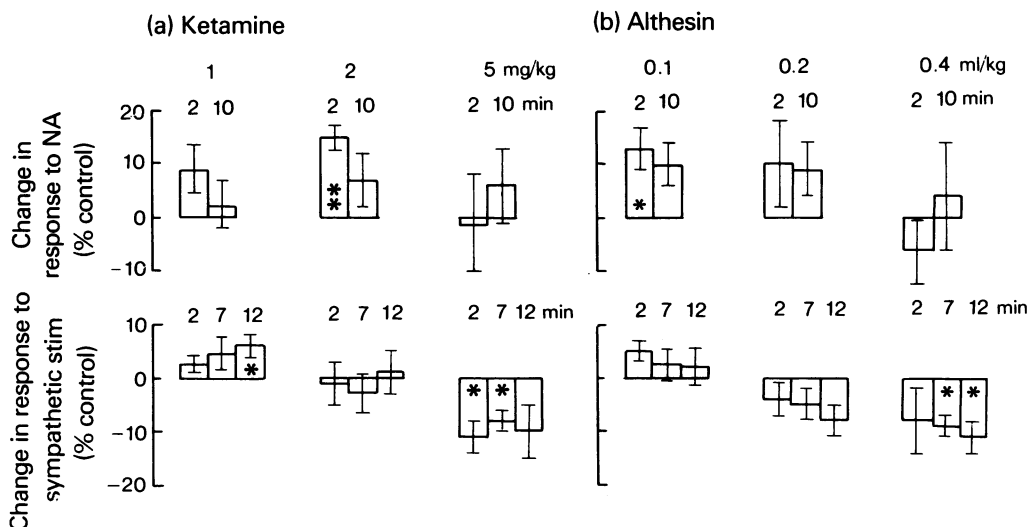 (a) Ketamine
(b) Althesin
1 2 5 mg/kg 0.1 0.2 0.4 ml/kg
2 10 2 10 2 10 min 2 10 2 10 2 10 min
Change in
response to NA
(% control)
20
10
0
-10
** *
2 7 12 2 7 12 2 7 12 min 2 7 12 2 7 12 2 7 12 min
Change in response to
sympathetic stim
(% control)
10
0
-10
-20
* * * * *